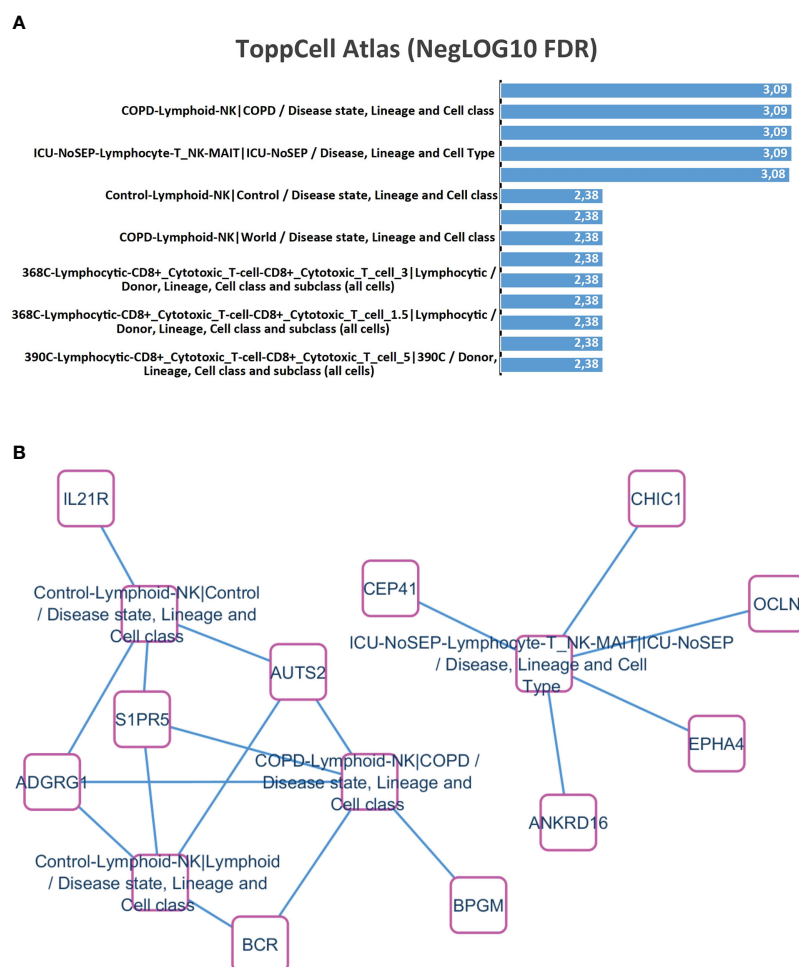 A
ToppCell Atlas (NegLOG10 FDR)
3,09
COPD-Lymphoid-NK|COPD / Disease state, Lineage and Cell class
3,09
3,09
ICU-NoSEP-Lymphocyte-T_NK-MAIT|ICU-NoSEP / Disease, Lineage and Cell Type
3,09
3,08
Control-Lymphoid-NK|Control / Disease state, Lineage and Cell class
2,38
2,38
COPD-Lymphoid-NK|World / Disease state, Lineage and Cell class
2,38
2,38
368C-Lymphocytic-CD8+_Cytotoxic_T-cell-CD8+_Cytotoxic_T_cell_3|Lymphocytic /
Donor, Lineage, Cell class and subclass (all cells)
2,38
2,38
368C-Lymphocytic-CD8+_Cytotoxic_T-cell-CD8+_Cytotoxic_T_cell_1.5|Lymphocytic /
Donor, Lineage, Cell class and subclass (all cells)
2,38
2,38
390C-Lymphocytic-CD8+_Cytotoxic_T-cell-CD8+_Cytotoxic_T_cell_5|390C / Donor,
Lineage, Cell class and subclass (all cells)
2,38
B
IL21R
CHIC1
CEP41
Control-Lymphoid-NK|Control
/ Disease state, Lineage and
Cell class
OCLN
ICU-NoSEP-Lymphocyte-T_NK-MAIT|ICU-NoSEP
/ Disease, Lineage and Cell
Type
AUTS2
S1PR5
EPHA4
COPD-Lymphoid-NK|COPD /
Disease state, Lineage and
Cell class
ADGRG1
ANKRD16
Control-Lymphoid-NK|Lymphoid
/ Disease state, Lineage and
Cell class
BPGM
BCR